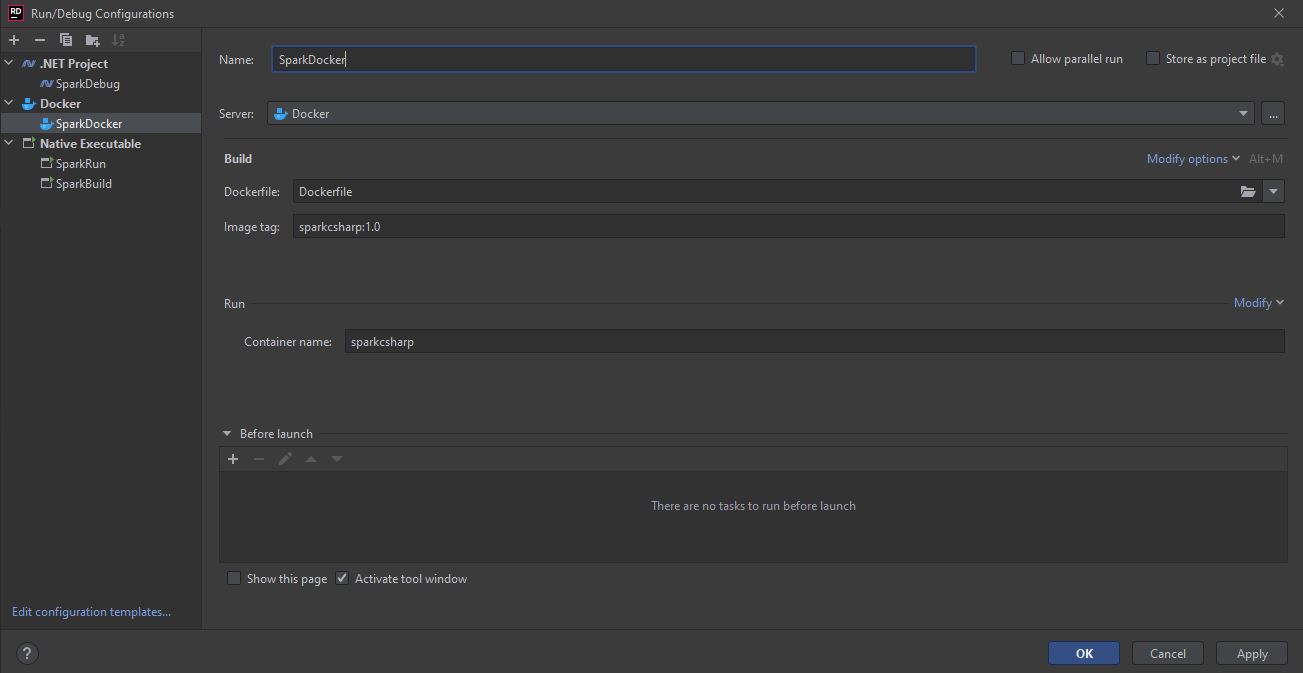 RD Run/Debug Configurations
.NET Project
SparkDebug
Docker
SparkDocker
Native Executable
SparkRun
SparkBuild
Edit configuration templates...
Name: SparkDocker Allow parallel run Store as project file
Server: Docker ...
Build Modify options Alt+M
Dockerfile: Dockerfile
Image tag: sparkcsharp:1.0
Run Modify
Container name: sparkcsharp
Before launch
There are no tasks to run before launch
Show this page Activate tool window
? OK Cancel Apply